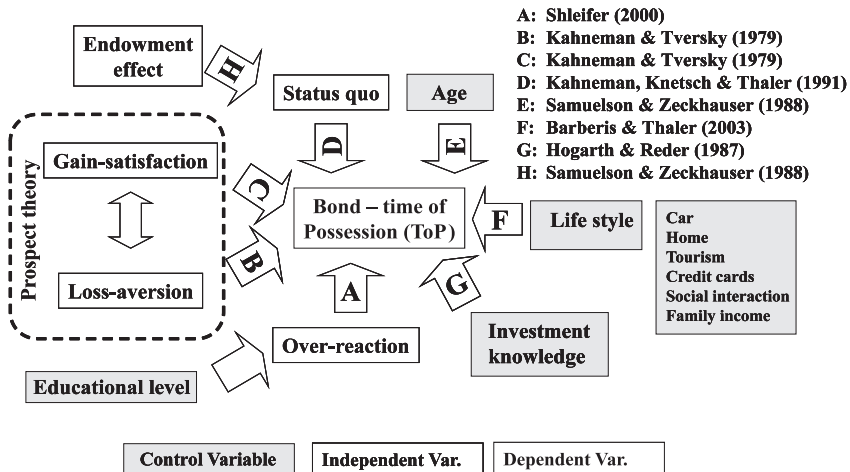 A: Shleifer (2000)
B: Kahneman & Tversky (1979)
C: Kahneman & Tversky (1979)
D: Kahneman, Knetsch & Thaler (1991)
E: Samuelson & Zeckhauser (1988)
F: Barberis & Thaler (2003)
G: Hogarth & Reder (1987)
H: Samuelson & Zeckhauser (1988)
Endowment
effect
H
Status quo
Age
Prospect theory
Gain-satisfaction
Loss-aversion
D
E
C
B
Bond – time of
Possession (ToP)
F
Life style
Car
Home
Tourism
Credit cards
Social interaction
Family income
A
G
Over-reaction
Investment
knowledge
Educational level
Control Variable
Independent Var.
Dependent Var.